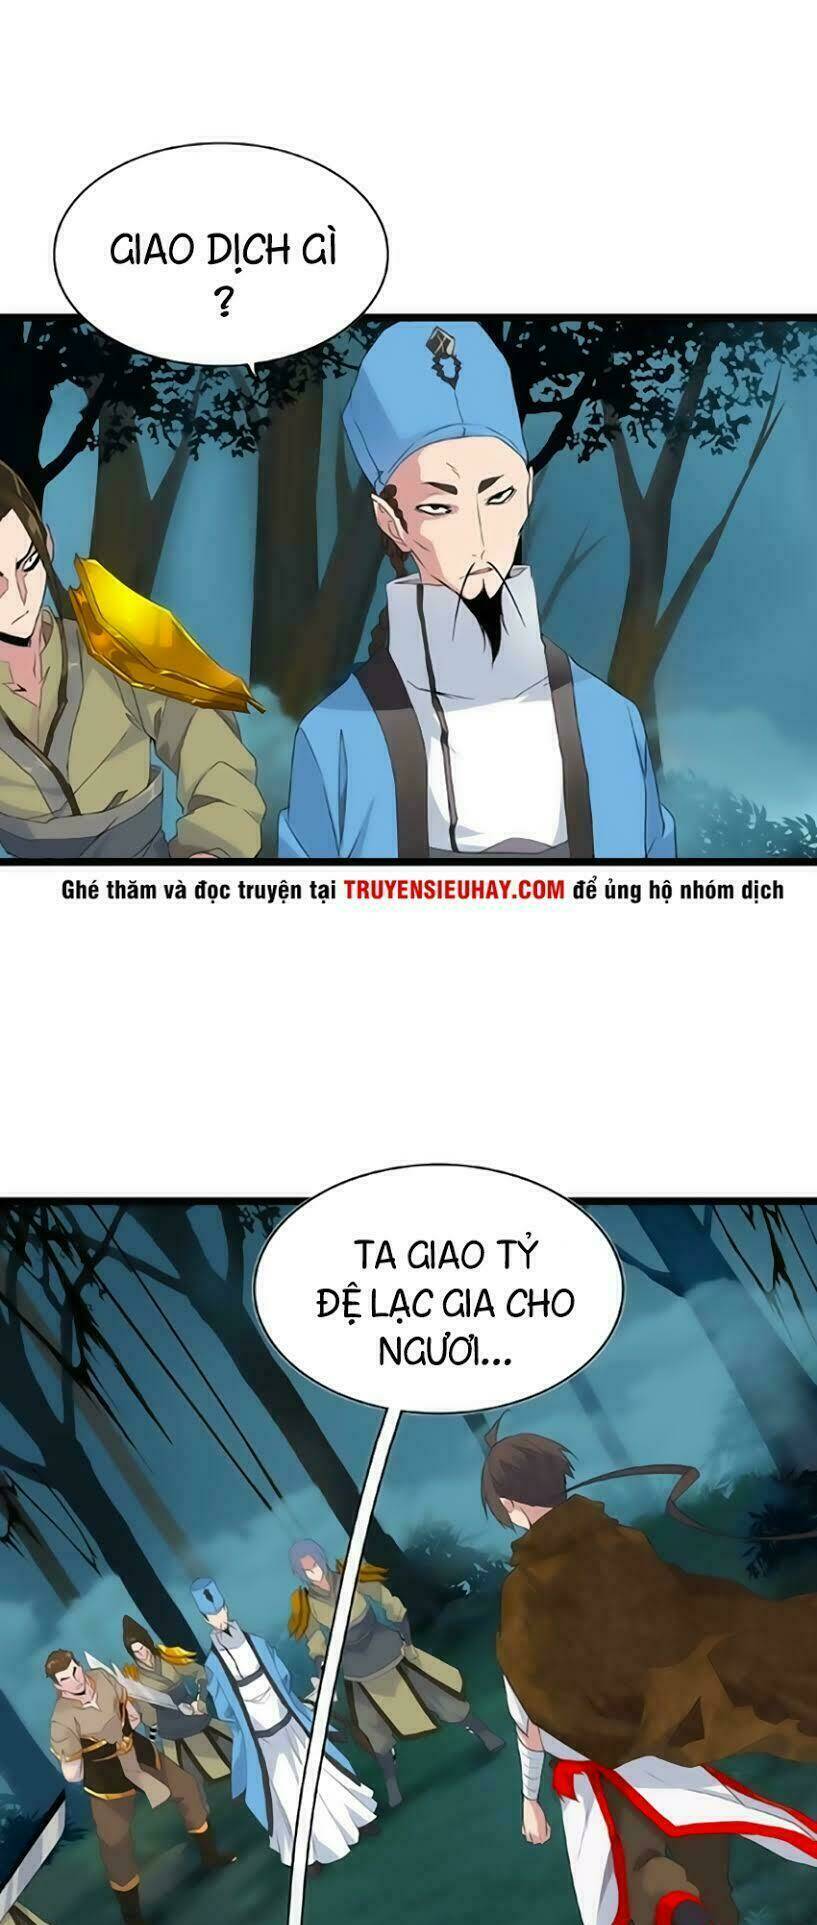 GIAO DỊCH GÌ
?
Ghé thăm và đọc truyện tại TRUYENSIEUHAY.COM để ủng hộ nhóm dịch
TA GIAO TỶ
ĐỆ LẠC GIA CHO
NGƯƠI...